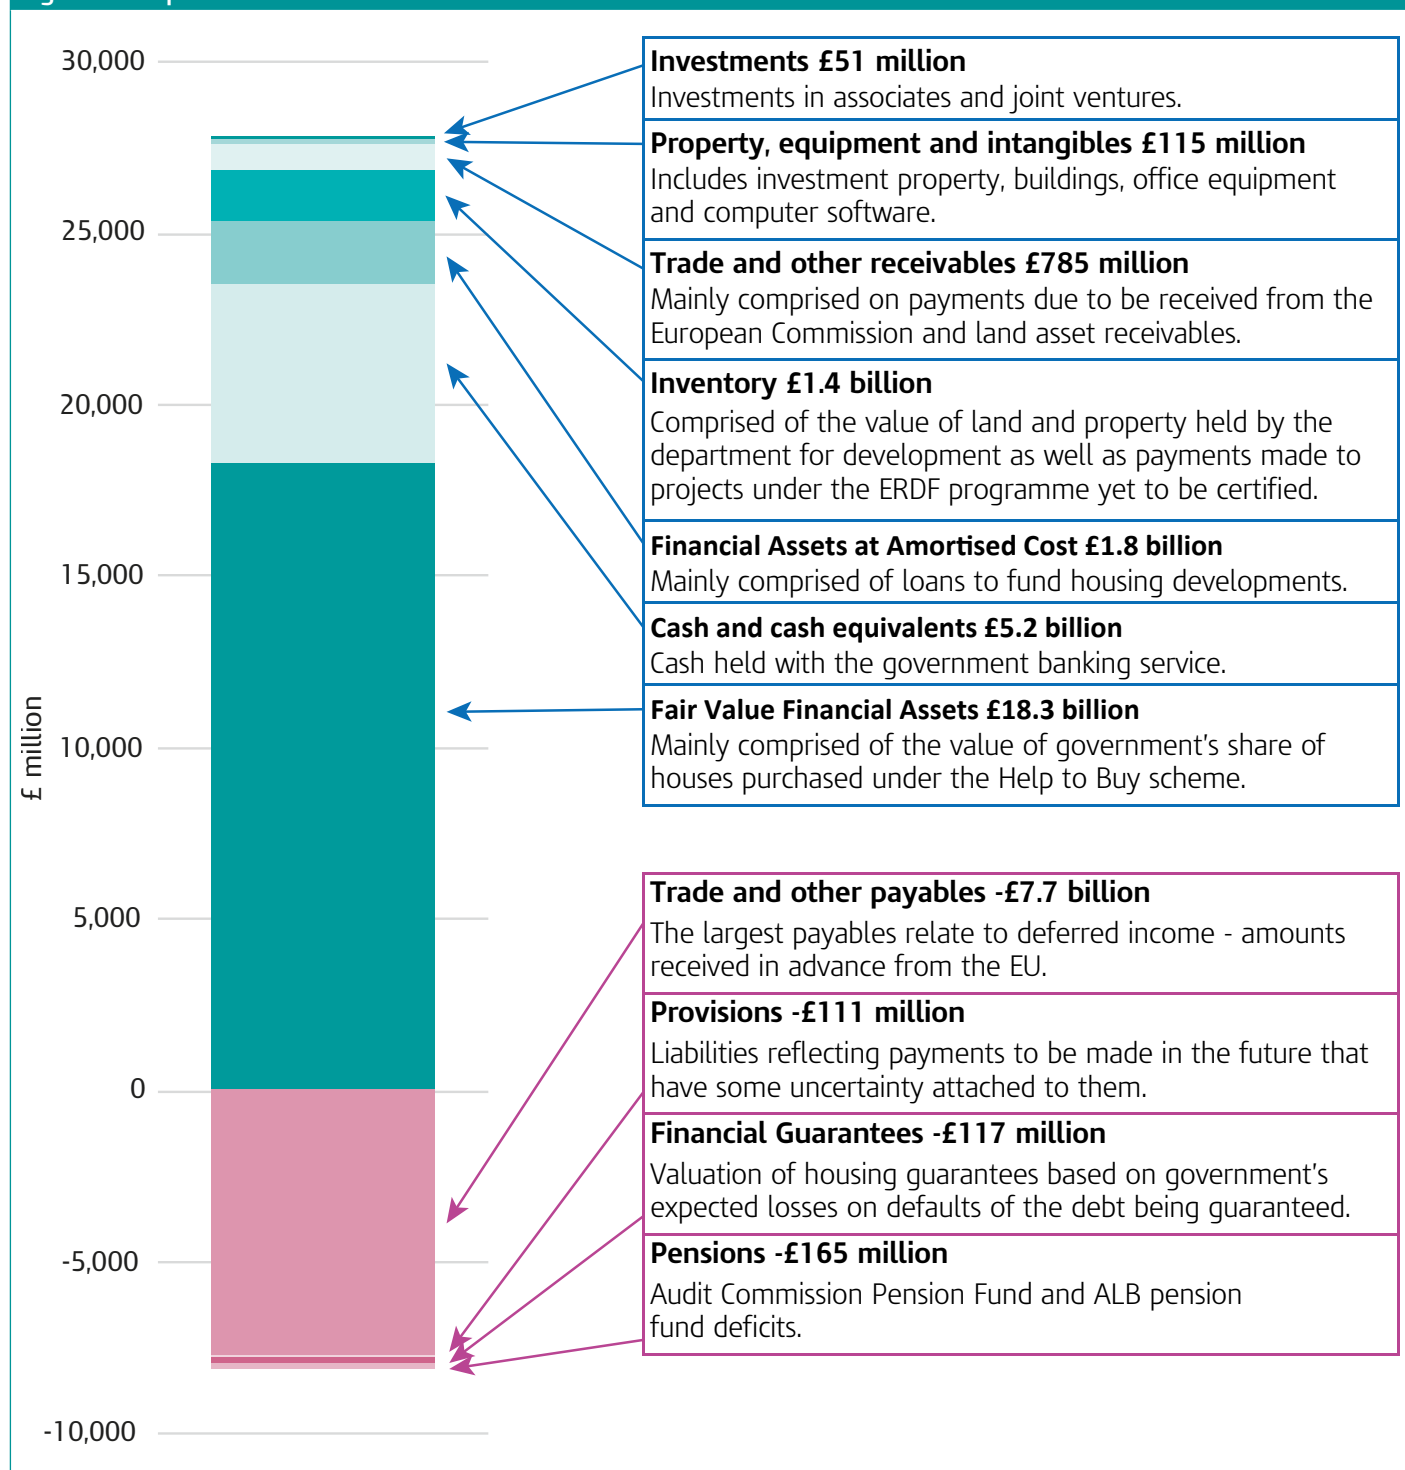 30,000
25,000
20,000
15,000
10,000
5,000
0
-5,000
-10,000
£ million
Investments £51 million
Investments in associates and joint ventures.
Property, equipment and intangibles £115 million
Includes investment property, buildings, office equipment
and computer software.
Trade and other receivables £785 million
Mainly comprised on payments due to be received from the
European Commission and land asset receivables.
Inventory £1.4 billion
Comprised of the value of land and property held by the
department for development as well as payments made to
projects under the ERDF programme yet to be certified.
Financial Assets at Amortised Cost £1.8 billion
Mainly comprised of loans to fund housing developments.
Cash and cash equivalents £5.2 billion
Cash held with the government banking service.
Fair Value Financial Assets £18.3 billion
Mainly comprised of the value of government's share of
houses purchased under the Help to Buy scheme.
Trade and other payables -£7.7 billion
The largest payables relate to deferred income - amounts
received in advance from the EU.
Provisions -£111 million
Liabilities reflecting payments to be made in the future that
have some uncertainty attached to them.
Financial Guarantees -£117 million
Valuation of housing guarantees based on government's
expected losses on defaults of the debt being guaranteed.
Pensions -£165 million
Audit Commission Pension Fund and ALB pension
fund deficits.